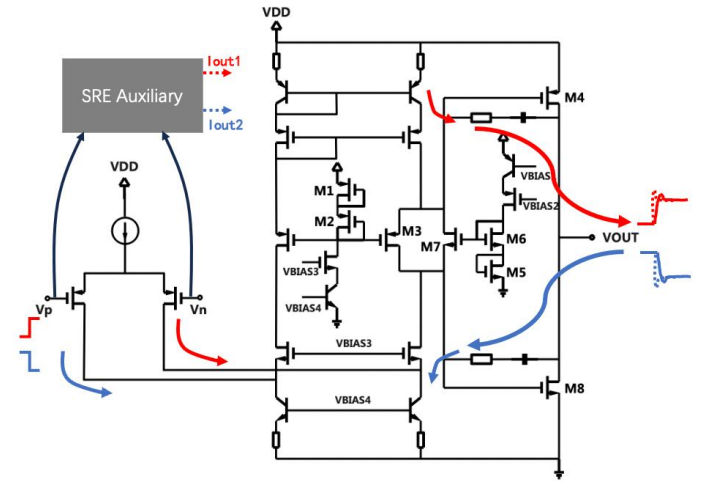 VDD
Iout1
SRE Auxiliary
Iout2
M4
VDD
M1
VBIAS
M2
VBIAS2
M3
M7
M6
VOUT
VBIAS3
M5
VBIAS4
Vp
Vn
VBIAS3
M8
VBIAS4